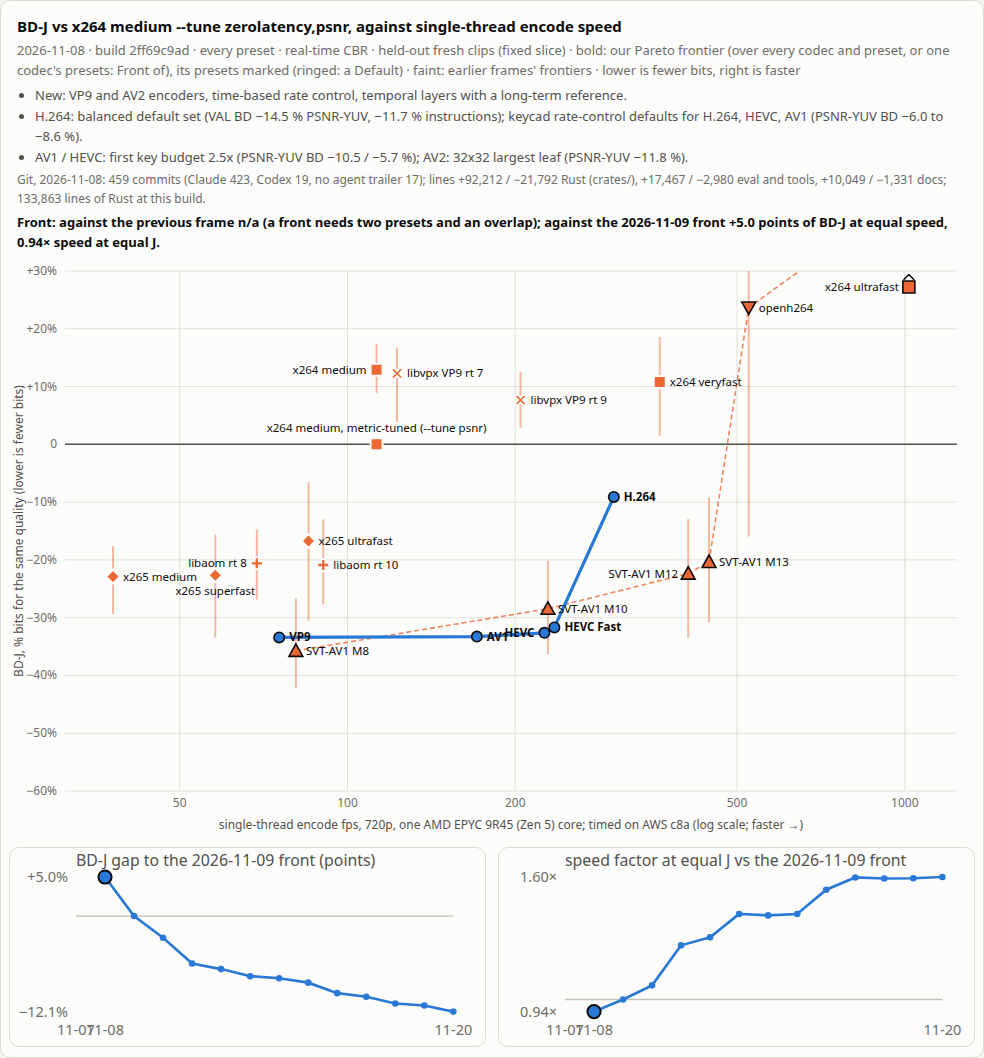 BD-J vs x264 medium --tune zerolatency,psnr, against single-thread encode speed
2026-11-08 · build 2ff69c9ad · every preset · real-time CBR · held-out fresh clips (fixed slice) · bold: our Pareto frontier (over every codec and preset, or one
codec's presets: Front of), its presets marked (ringed: a Default) · faint: earlier frames' frontiers · lower is fewer bits, right is faster
• New: VP9 and AV2 encoders, time-based rate control, temporal layers with a long-term reference.
• H.264: balanced default set (VAL BD −14.5 % PSNR-YUV, −11.7 % instructions); keycad rate-control defaults for H.264, HEVC, AV1 (PSNR-YUV BD −6.0 to
−8.6 %).
• AV1 / HEVC: first key budget 2.5x (PSNR-YUV BD −10.5 / −5.7 %); AV2: 32x32 largest leaf (PSNR-YUV −11.8 %).
Git, 2026-11-08: 459 commits (Claude 423, Codex 19, no agent trailer 17); lines +92,212 / −21,792 Rust (crates/), +17,467 / −2,980 eval and tools, +10,049 / −1,331 docs;
133,863 lines of Rust at this build.
Front: against the previous frame n/a (a front needs two presets and an overlap); against the 2026-11-09 front +5.0 points of BD-J at equal speed,
0.94× speed at equal J.
BD-J, % bits for the same quality (lower is fewer bits)
+30%
+20%
+10%
0
−10%
−20%
−30%
−40%
−50%
−60%
x264 ultrafast
openh264
x264 medium
libvpx VP9 rt 7
x264 veryfast
libvpx VP9 rt 9
x264 medium, metric-tuned (--tune psnr)
H.264
x265 ultrafast
libaom rt 8
libaom rt 10
SVT-AV1 M13
SVT-AV1 M12
x265 medium
x265 superfast
SVT-AV1 M10
HEVC Fast
VP9
AV1
HEVC
SVT-AV1 M8
50
100
200
500
1000
single-thread encode fps, 720p, one AMD EPYC 9R45 (Zen 5) core; timed on AWS c8a (log scale; faster →)
BD-J gap to the 2026-11-09 front (points)
+5.0%
−12.1%
11-07
11-08
11-20
speed factor at equal J vs the 2026-11-09 front
1.60×
0.94×
11-07
11-08
11-20